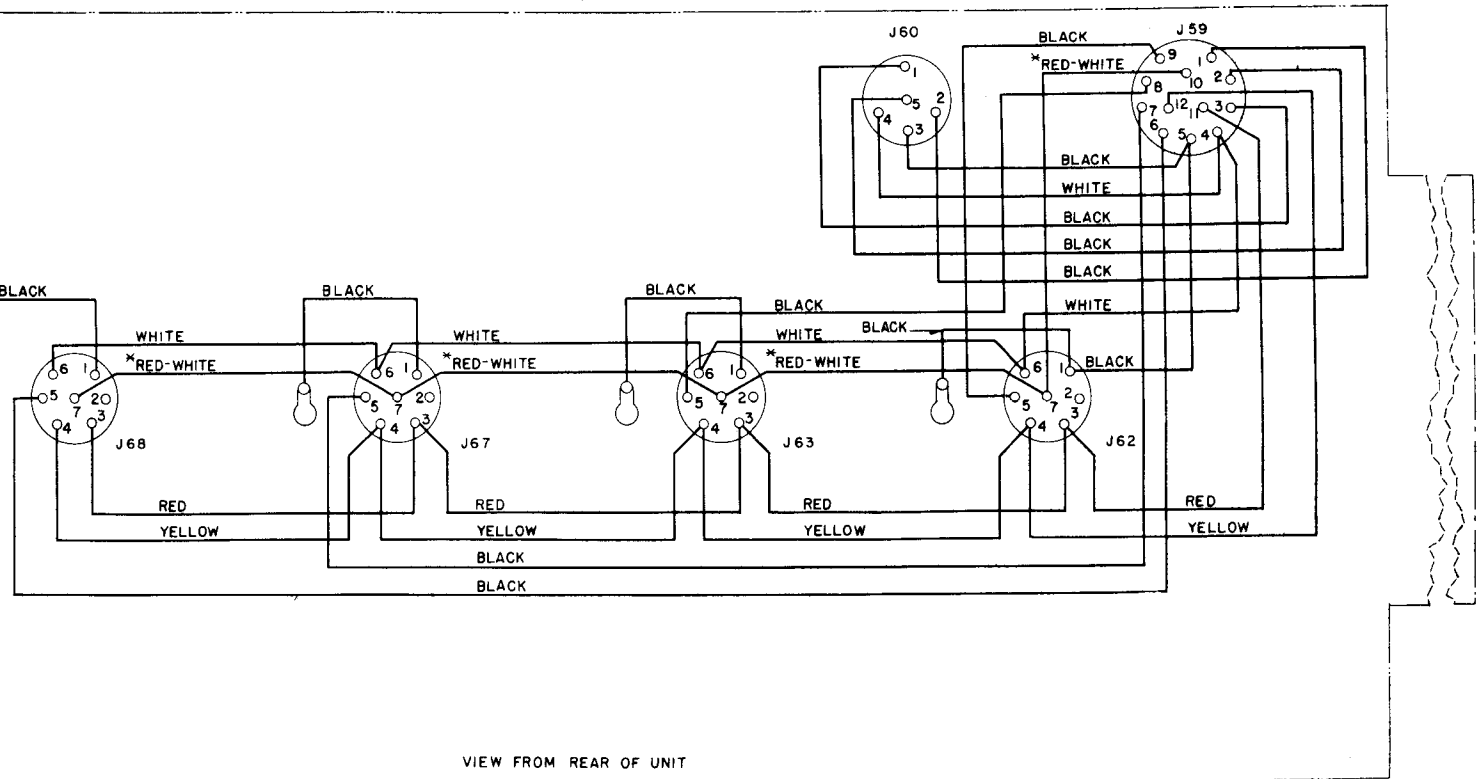 J60
J59
BLACK
*RED-WHITE
1
5
2
4
3
9
1
10
2
8
7
12
11
3
6
5
4
BLACK
WHITE
BLACK
BLACK
BLACK
BLACK
BLACK
BLACK
BLACK
WHITE
WHITE
WHITE
BLACK
WHITE
*RED-WHITE
*RED-WHITE
*RED-WHITE
BLACK
6
1
5
7
2
4
3
J68
6
1
5
7
2
4
3
J67
6
1
5
7
2
4
3
J63
6
1
5
7
2
4
3
J62
RED
RED
RED
RED
YELLOW
YELLOW
YELLOW
YELLOW
BLACK
BLACK
VIEW FROM REAR OF UNIT